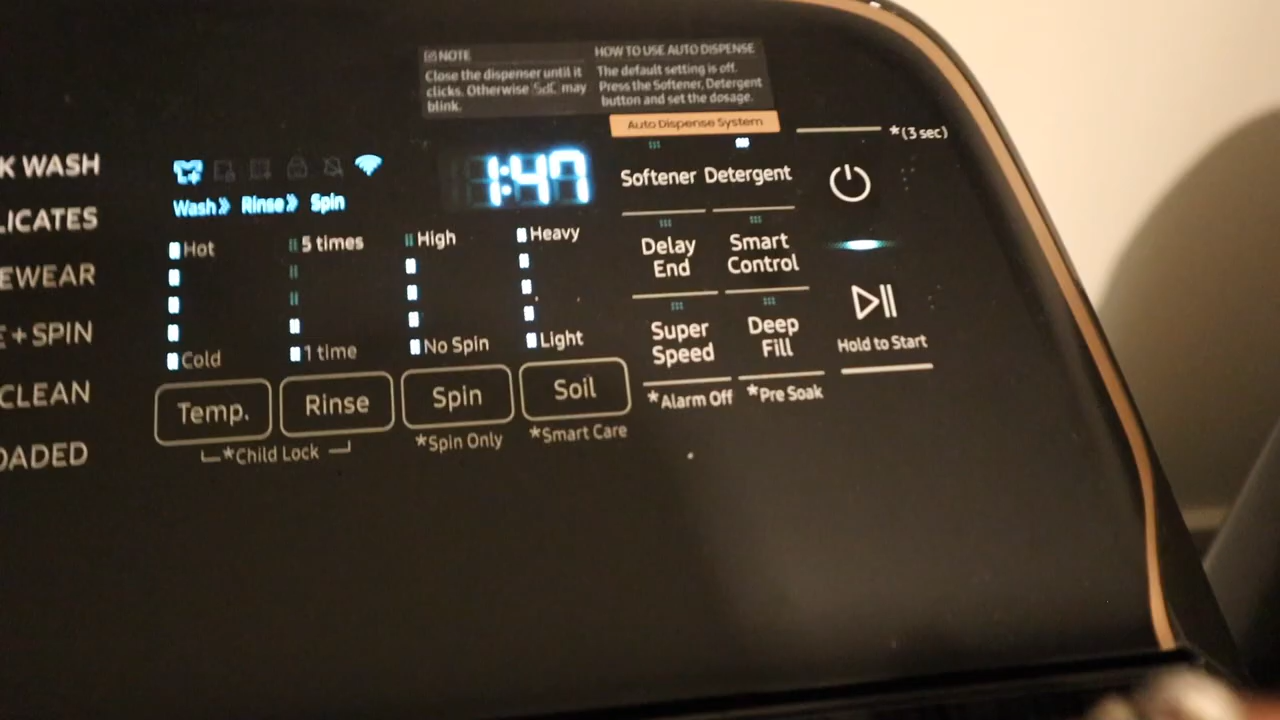 NOTE
Close the dispenser until it
clicks. Otherwise SdC may
blink.
HOW TO USE AUTO DISPENSE
The default setting is off.
Press the Softener, Detergent
button and set the dosage.
Auto Dispense System
*(3 sec)
K WASH
LICATES
EWEAR
E + SPIN
CLEAN
OADED
1:47
Wash Rinse Spin
Softener Detergent
Hot
5 times
High
Heavy
Delay
End
Smart
Control
Cold
1 time
No Spin
Light
Super
Speed
Deep
Fill
Hold to Start
Temp.
Rinse
Spin
Soil
*Alarm Off
*Pre Soak
*Child Lock
*Spin Only
*Smart Care